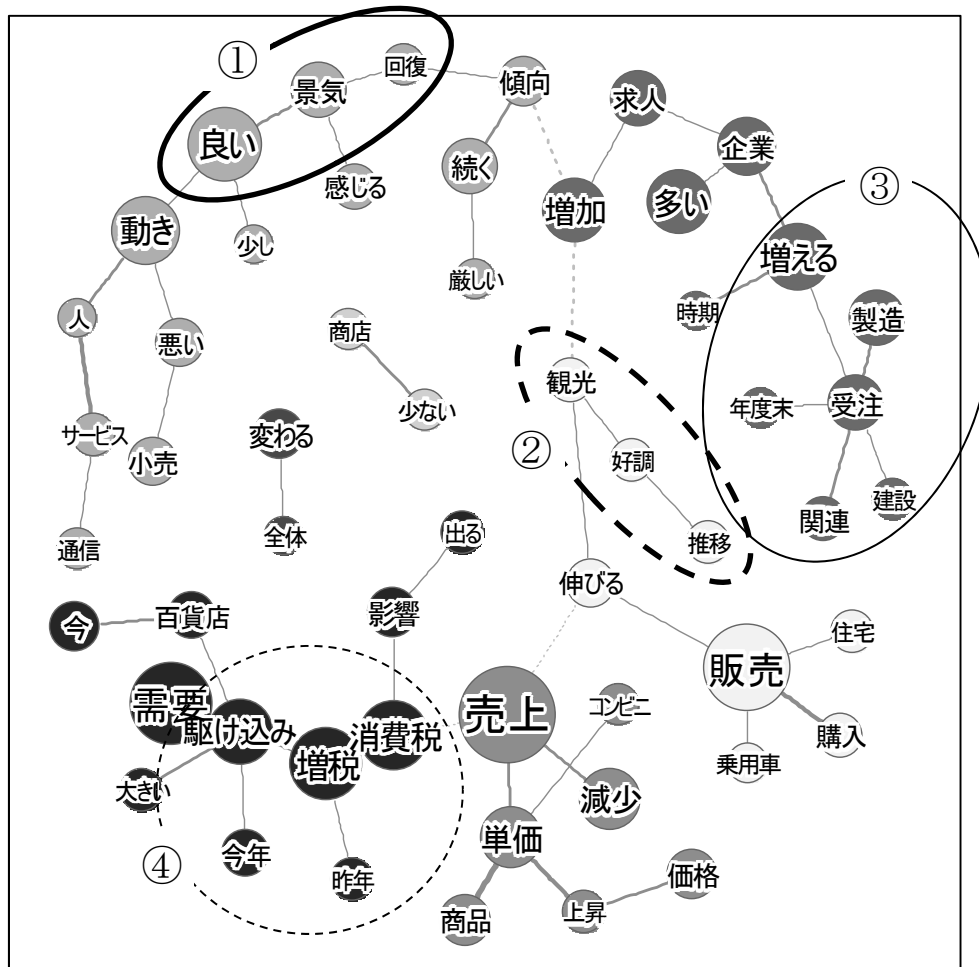 ①
回復
景気
傾向
求人
良い
企業
続く
感じる
多い
③
増加
動き
少し
増える
厳しい
時期
人
商店
製造
悪い
観光
少ない
年度末
受注
サービス
変わる
②
小売
好調
建設
関連
通信
全体
出る
推移
伸びる
今
百貨店
影響
住宅
販売
需要
売上
コンビニ
駆け込み
消費税
購入
増税
乗用車
大きい
減少
単価
④
今年
昨年
価格
商品
上昇